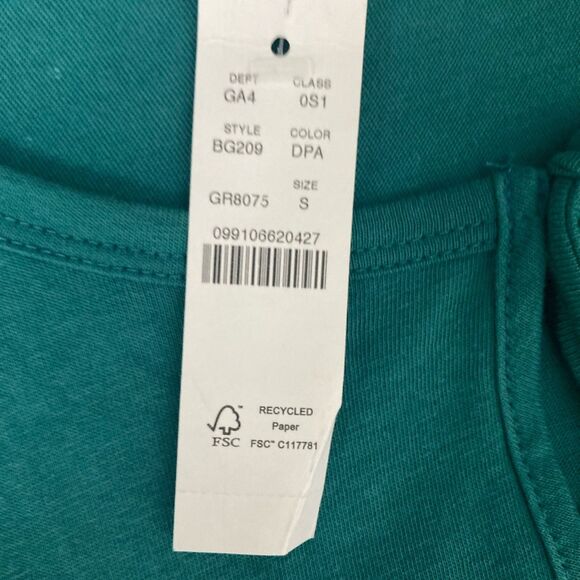 DEPT CLASS
GA4 0S1
STYLE COLOR
BG209 DPA
SIZE
GR8075 S
099106620427
RECYCLED
Paper
FSC FSC™ C117781